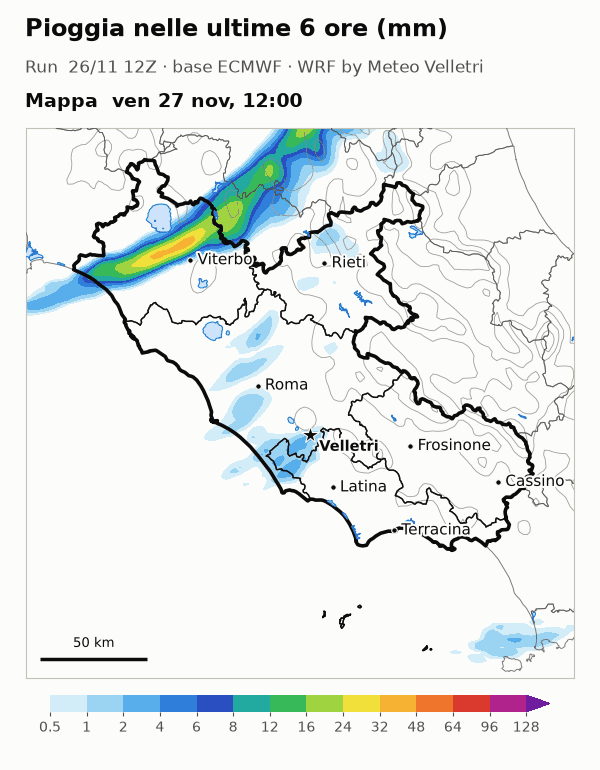 Pioggia nelle ultime 6 ore (mm)
Run  26/11 12Z · base ECMWF · WRF by Meteo Velletri
Mappa  ven 27 nov, 12:00
Viterbo
Rieti
Roma
Velletri
Frosinone
Cassino
Latina
Terracina
50 km
0.5 1 2 4 6 8 12 16 24 32 48 64 96 128